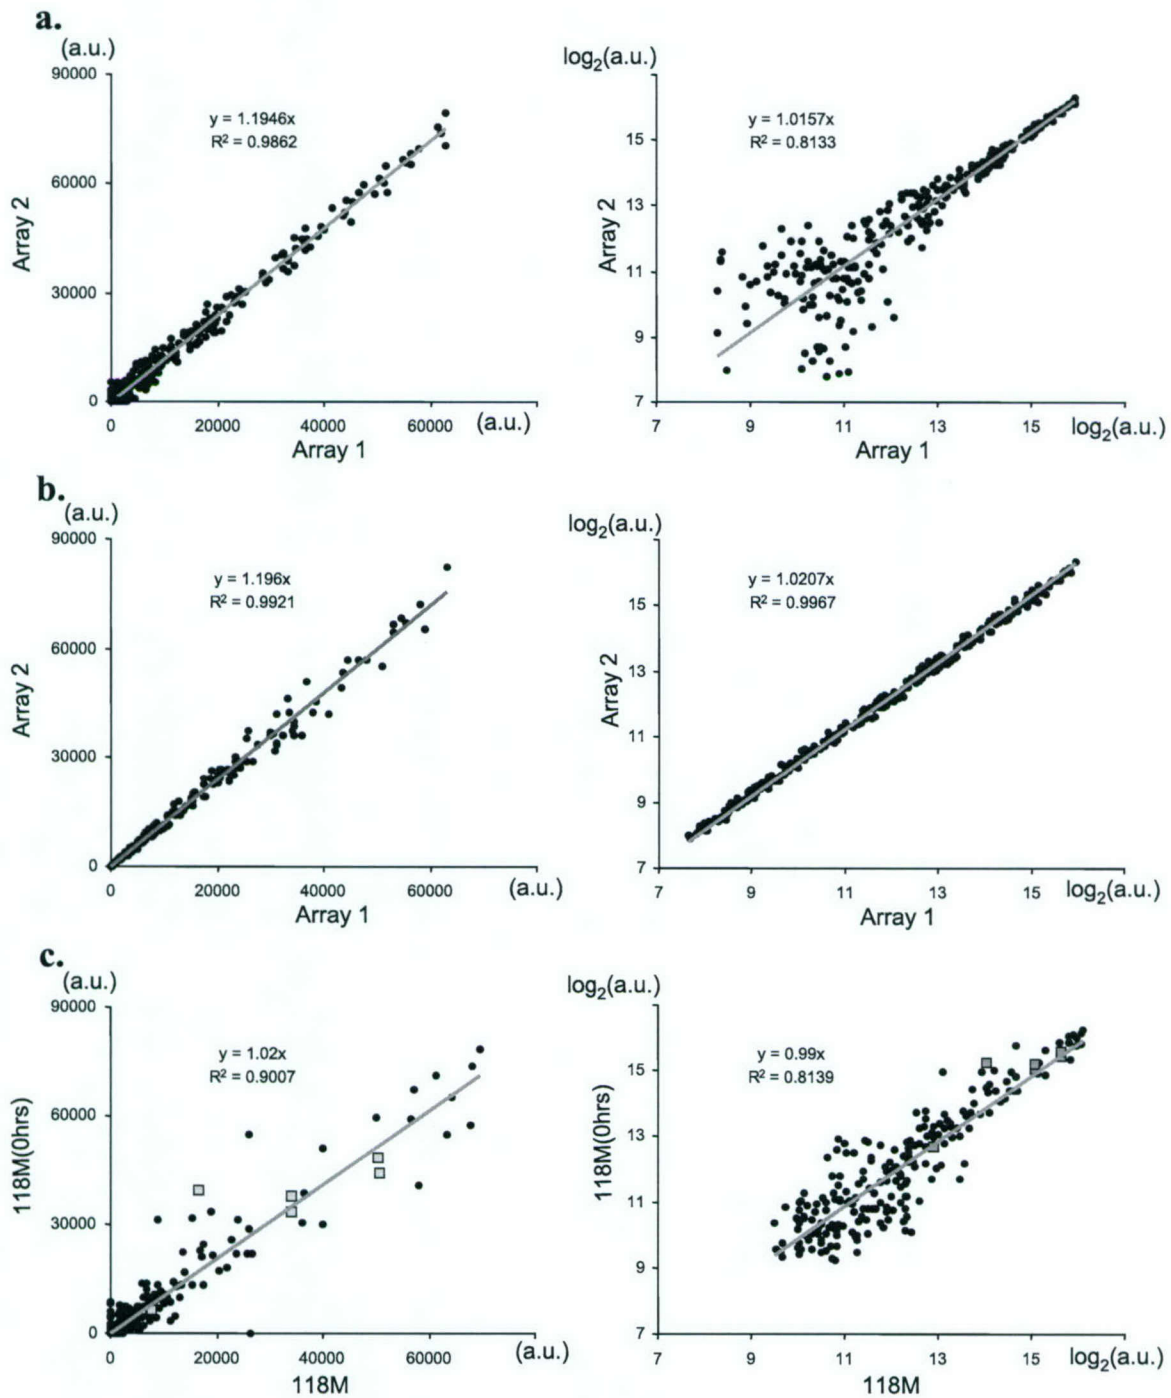 a.
(a.u.)
90000
60000
30000
0
Array 2
y = 1.1946x
R² = 0.9862
0 20000 40000 60000 (a.u.)
Array 1
log₂(a.u.)
15
13
11
9
7
Array 2
y = 1.0157x
R² = 0.8133
7 9 11 13 15 log₂(a.u.)
Array 1
b.
(a.u.)
90000
60000
30000
0
Array 2
y = 1.196x
R² = 0.9921
0 20000 40000 60000 (a.u.)
Array 1
log₂(a.u.)
15
13
11
9
7
Array 2
y = 1.0207x
R² = 0.9967
7 9 11 13 15 log₂(a.u.)
Array 1
c.
(a.u.)
90000
60000
30000
0
118M(0hrs)
y = 1.02x
R² = 0.9007
0 20000 40000 60000 (a.u.)
118M
log₂(a.u.)
15
13
11
9
7
118M(0hrs)
y = 0.99x
R² = 0.8139
7 9 11 13 15 log₂(a.u.)
118M